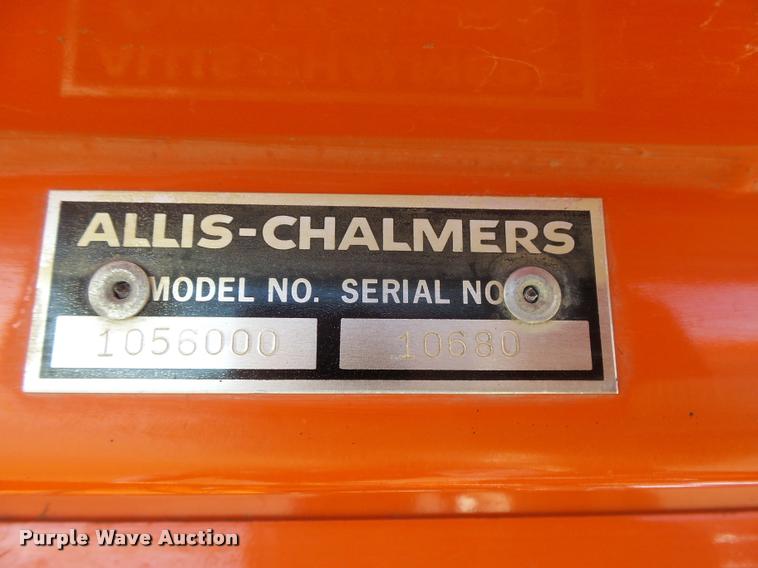 ALLIS-CHALMERS
MODEL NO. SERIAL NO
1056000 10680
Purple Wave Auction